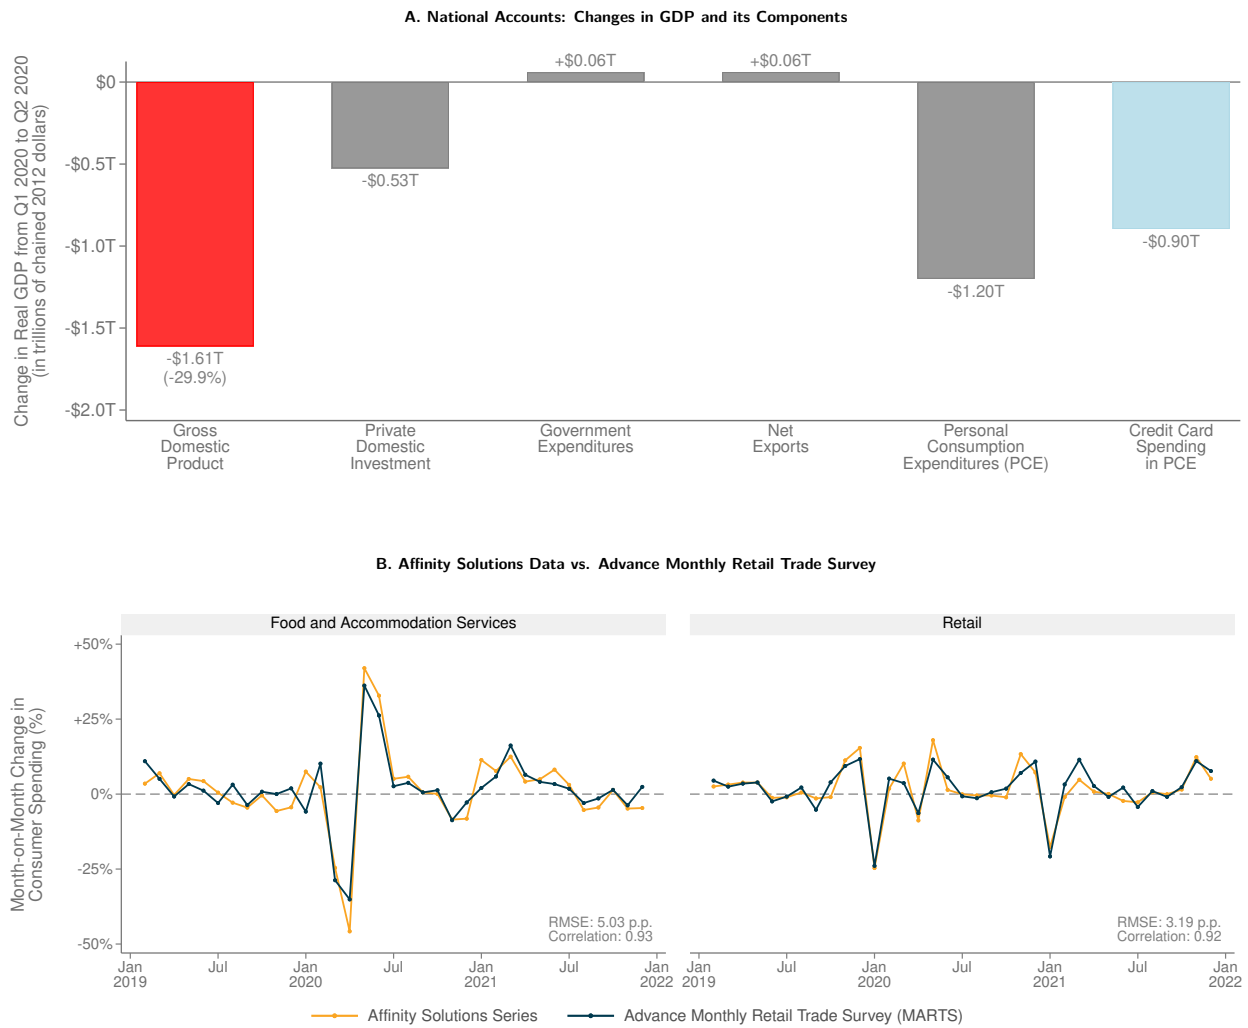 A. National Accounts: Changes in GDP and its Components
Change in Real GDP from Q1 2020 to Q2 2020
(in trillions of chained 2012 dollars)
$0
-$0.5T
-$1.0T
-$1.5T
-$2.0T
-$1.61T
(-29.9%)
-$0.53T
+$0.06T
+$0.06T
-$1.20T
-$0.90T
Gross
Domestic
Product
Private
Domestic
Investment
Government
Expenditures
Net
Exports
Personal
Consumption
Expenditures (PCE)
Credit Card
Spending
in PCE
B. Affinity Solutions Data vs. Advance Monthly Retail Trade Survey
Month-on-Month Change in
Consumer Spending (%)
Food and Accommodation Services
+50%
+25%
0%
-25%
-50%
RMSE: 5.03 p.p.
Correlation: 0.93
Jan
2019
Jul
Jan
2020
Jul
Jan
2021
Jul
Jan
2022
Retail
RMSE: 3.19 p.p.
Correlation: 0.92
Jan
2019
Jul
Jan
2020
Jul
Jan
2021
Jul
Jan
2022
Affinity Solutions Series
Advance Monthly Retail Trade Survey (MARTS)